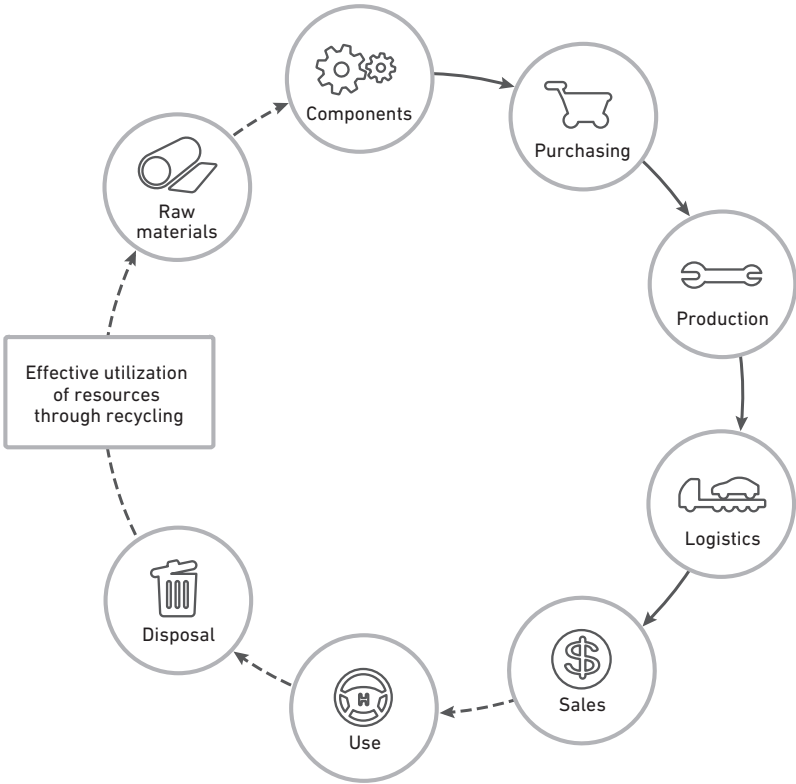 Components
Purchasing
Production
Logistics
Sales
Use
Disposal
Effective utilization
of resources
through recycling
Raw
materials
$
H